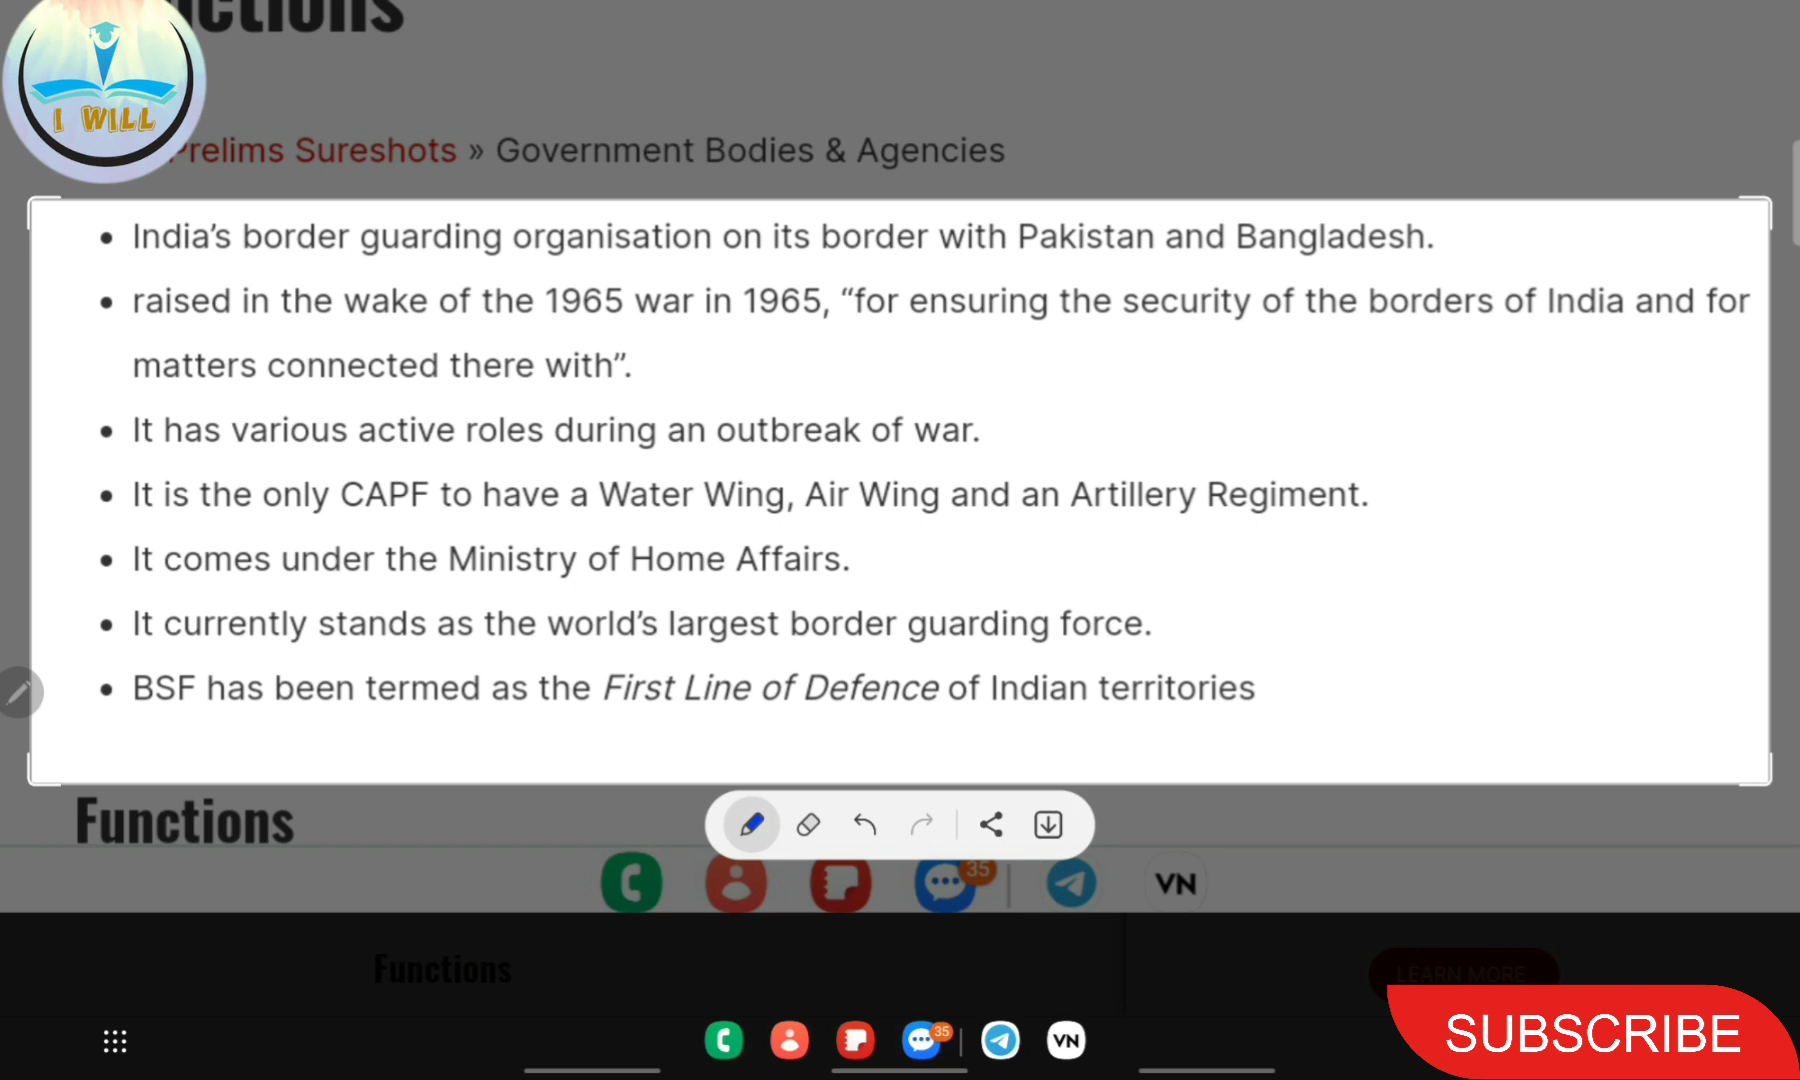 nctions
I WILL
Prelims Sureshots » Government Bodies & Agencies
India’s border guarding organisation on its border with Pakistan and Bangladesh.
raised in the wake of the 1965 war in 1965, “for ensuring the security of the borders of India and for
matters connected there with”.
It has various active roles during an outbreak of war.
It is the only CAPF to have a Water Wing, Air Wing and an Artillery Regiment.
It comes under the Ministry of Home Affairs.
It currently stands as the world’s largest border guarding force.
BSF has been termed as the First Line of Defence of Indian territories
Functions
35
VN
Functions
LEARN MORE
SUBSCRIBE
35
VN